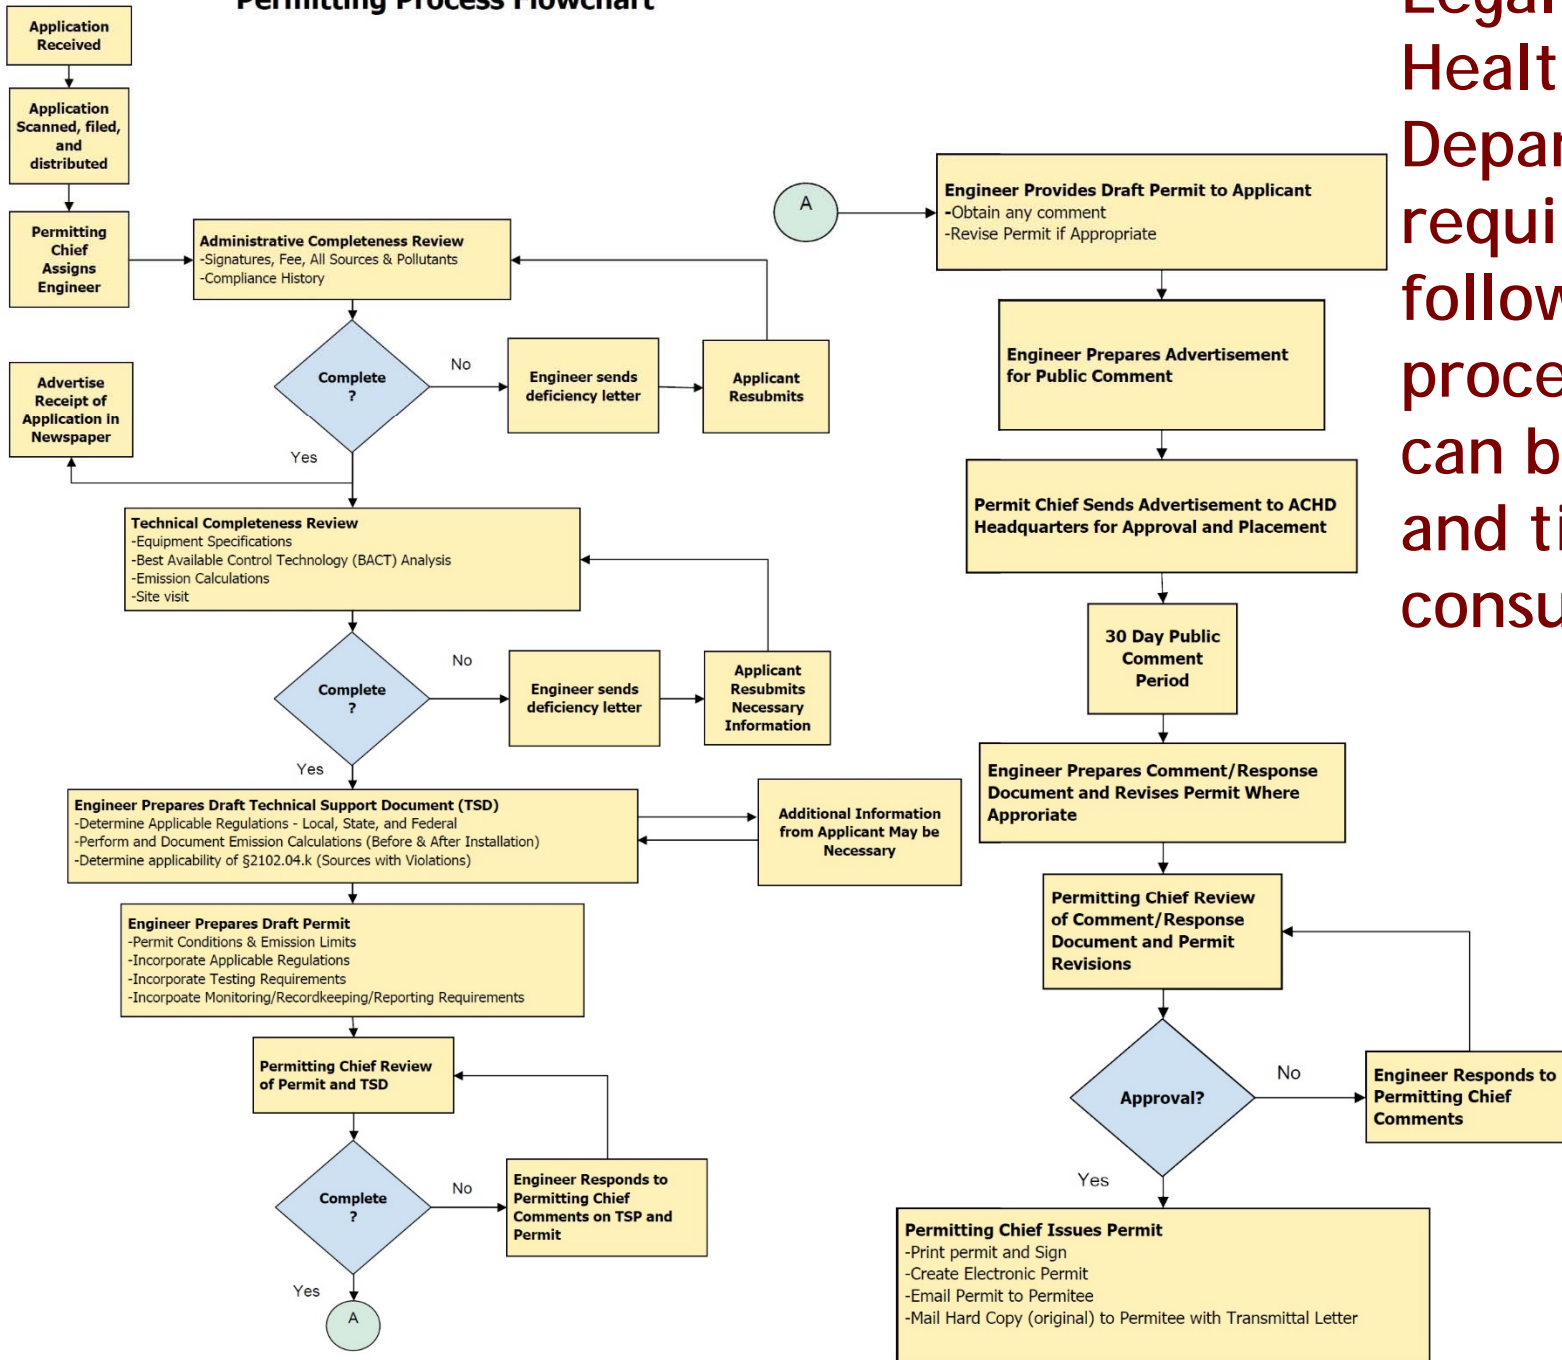 Permitting Process Flowchart
Application
Received
Application
Scanned, filed,
and
distributed
Permitting
Chief
Assigns
Engineer
Administrative Completeness Review
-Signatures, Fee, All Sources & Pollutants
-Compliance History
Complete
?
No
Engineer sends
deficiency letter
Applicant
Resubmits
Yes
Advertise
Receipt of
Application in
Newspaper
Technical Completeness Review
-Equipment Specifications
-Best Available Control Technology (BACT) Analysis
-Emission Calculations
-Site visit
Complete
?
No
Engineer sends
deficiency letter
Applicant
Resubmits
Necessary
Information
Yes
Engineer Prepares Draft Technical Support Document (TSD)
-Determine Applicable Regulations - Local, State, and Federal
-Perform and Document Emission Calculations (Before & After Installation)
-Determine applicability of §2102.04.k (Sources with Violations)
Additional Information
from Applicant May be
Necessary
Engineer Prepares Draft Permit
-Permit Conditions & Emission Limits
-Incorporate Applicable Regulations
-Incorporate Testing Requirements
-Incorpoate Monitoring/Recordkeeping/Reporting Requirements
Permitting Chief Review
of Permit and TSD
Complete
?
No
Engineer Responds to
Permitting Chief
Comments on TSP and
Permit
Yes
A
A
Engineer Provides Draft Permit to Applicant
-Obtain any comment
-Revise Permit if Appropriate
Engineer Prepares Advertisement
for Public Comment
Permit Chief Sends Advertisement to ACHD
Headquarters for Approval and Placement
30 Day Public
Comment
Period
Engineer Prepares Comment/Response
Document and Revises Permit Where
Approriate
Permitting Chief Review
of Comment/Response
Document and Permit
Revisions
Approval?
No
Engineer Responds to
Permitting Chief
Comments
Yes
Permitting Chief Issues Permit
-Print permit and Sign
-Create Electronic Permit
-Email Permit to Permitee
-Mail Hard Copy (original) to Permitee with Transmittal Letter
Healt
Depar
requi
follow
proce
can b
and ti
consu